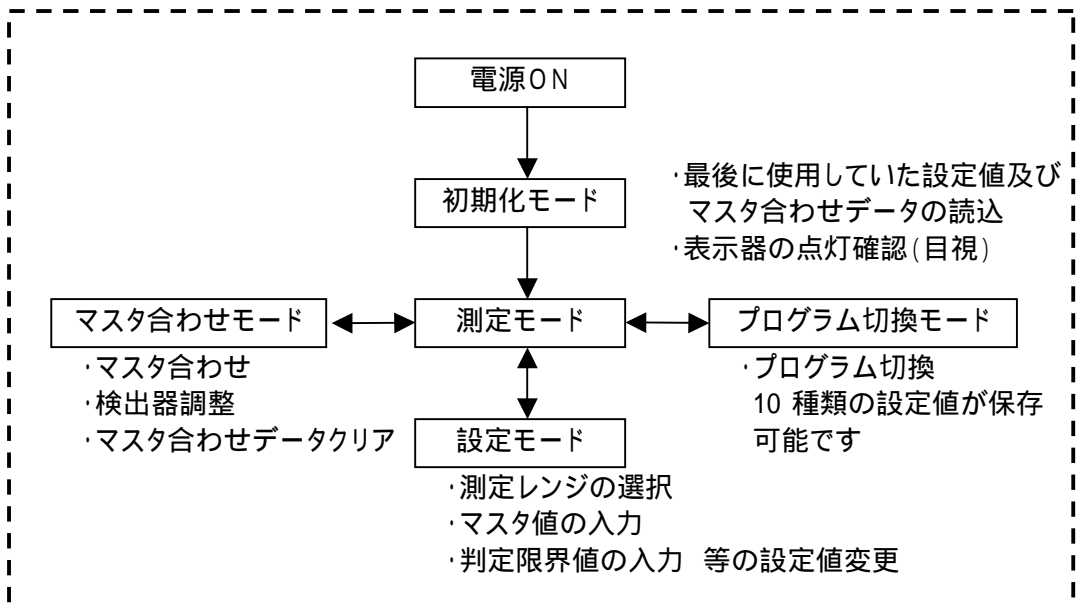 電源ON
初期化モード
·最後に使用していた設定値及び
マスタ合わせデータの読込
·表示器の点灯確認(目視)
マスタ合わせモード
測定モード
プログラム切換モード
·マスタ合わせ
·検出器調整
·マスタ合わせデータクリア
·プログラム切換
10 種類の設定値が保存
可能です
設定モード
·測定レンジの選択
·マスタ値の入力
·判定限界値の入力 等の設定値変更